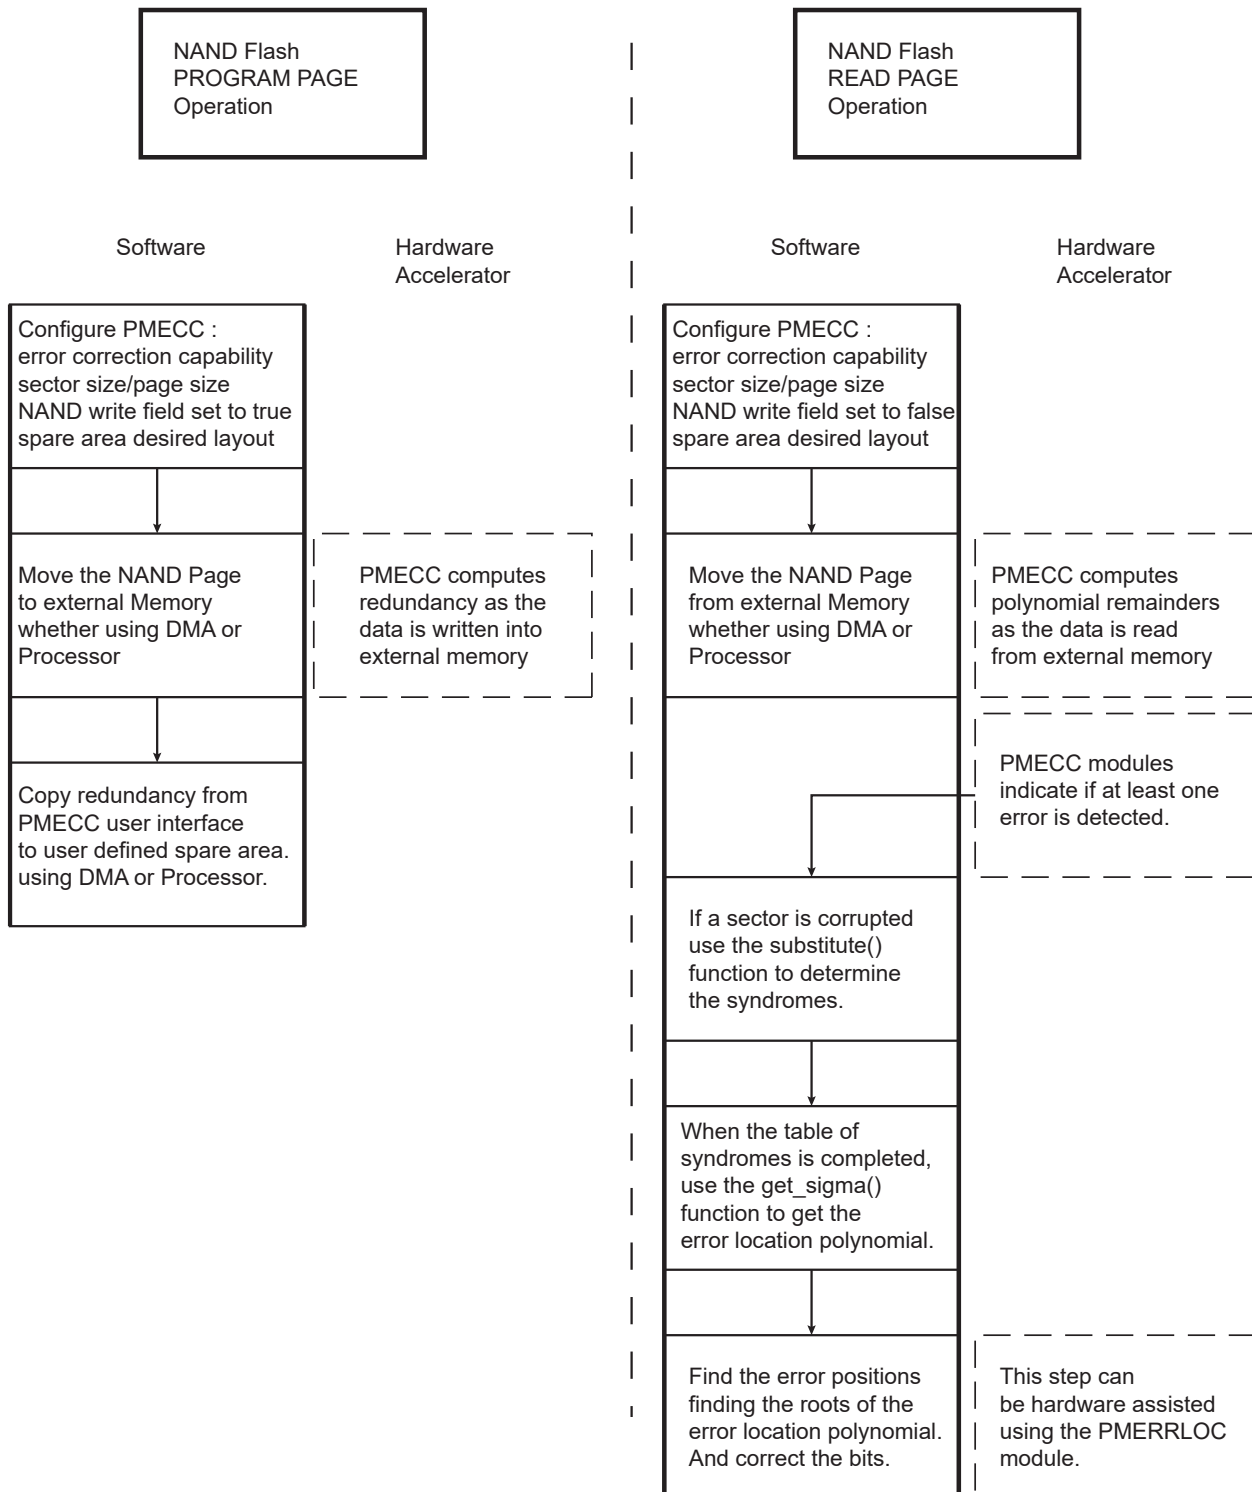 NAND Flash
PROGRAM PAGE
Operation
Software
Hardware
Accelerator
Configure PMECC :
error correction capability
sector size/page size
NAND write field set to true
spare area desired layout
Move the NAND Page
to external Memory
whether using DMA or
Processor
PMECC computes
redundancy as the
data is written into
external memory
Copy redundancy from
PMECC user interface
to user defined spare area.
using DMA or Processor.
NAND Flash
READ PAGE
Operation
Software
Hardware
Accelerator
Configure PMECC :
error correction capability
sector size/page size
NAND write field set to false
spare area desired layout
Move the NAND Page
from external Memory
whether using DMA or
Processor
PMECC computes
polynomial remainders
as the data is read
from external memory
PMECC modules
indicate if at least one
error is detected.
If a sector is corrupted
use the substitute()
function to determine
the syndromes.
When the table of
syndromes is completed,
use the get_sigma()
function to get the
error location polynomial.
Find the error positions
finding the roots of the
error location polynomial.
And correct the bits.
This step can
be hardware assisted
using the PMERRLOC
module.